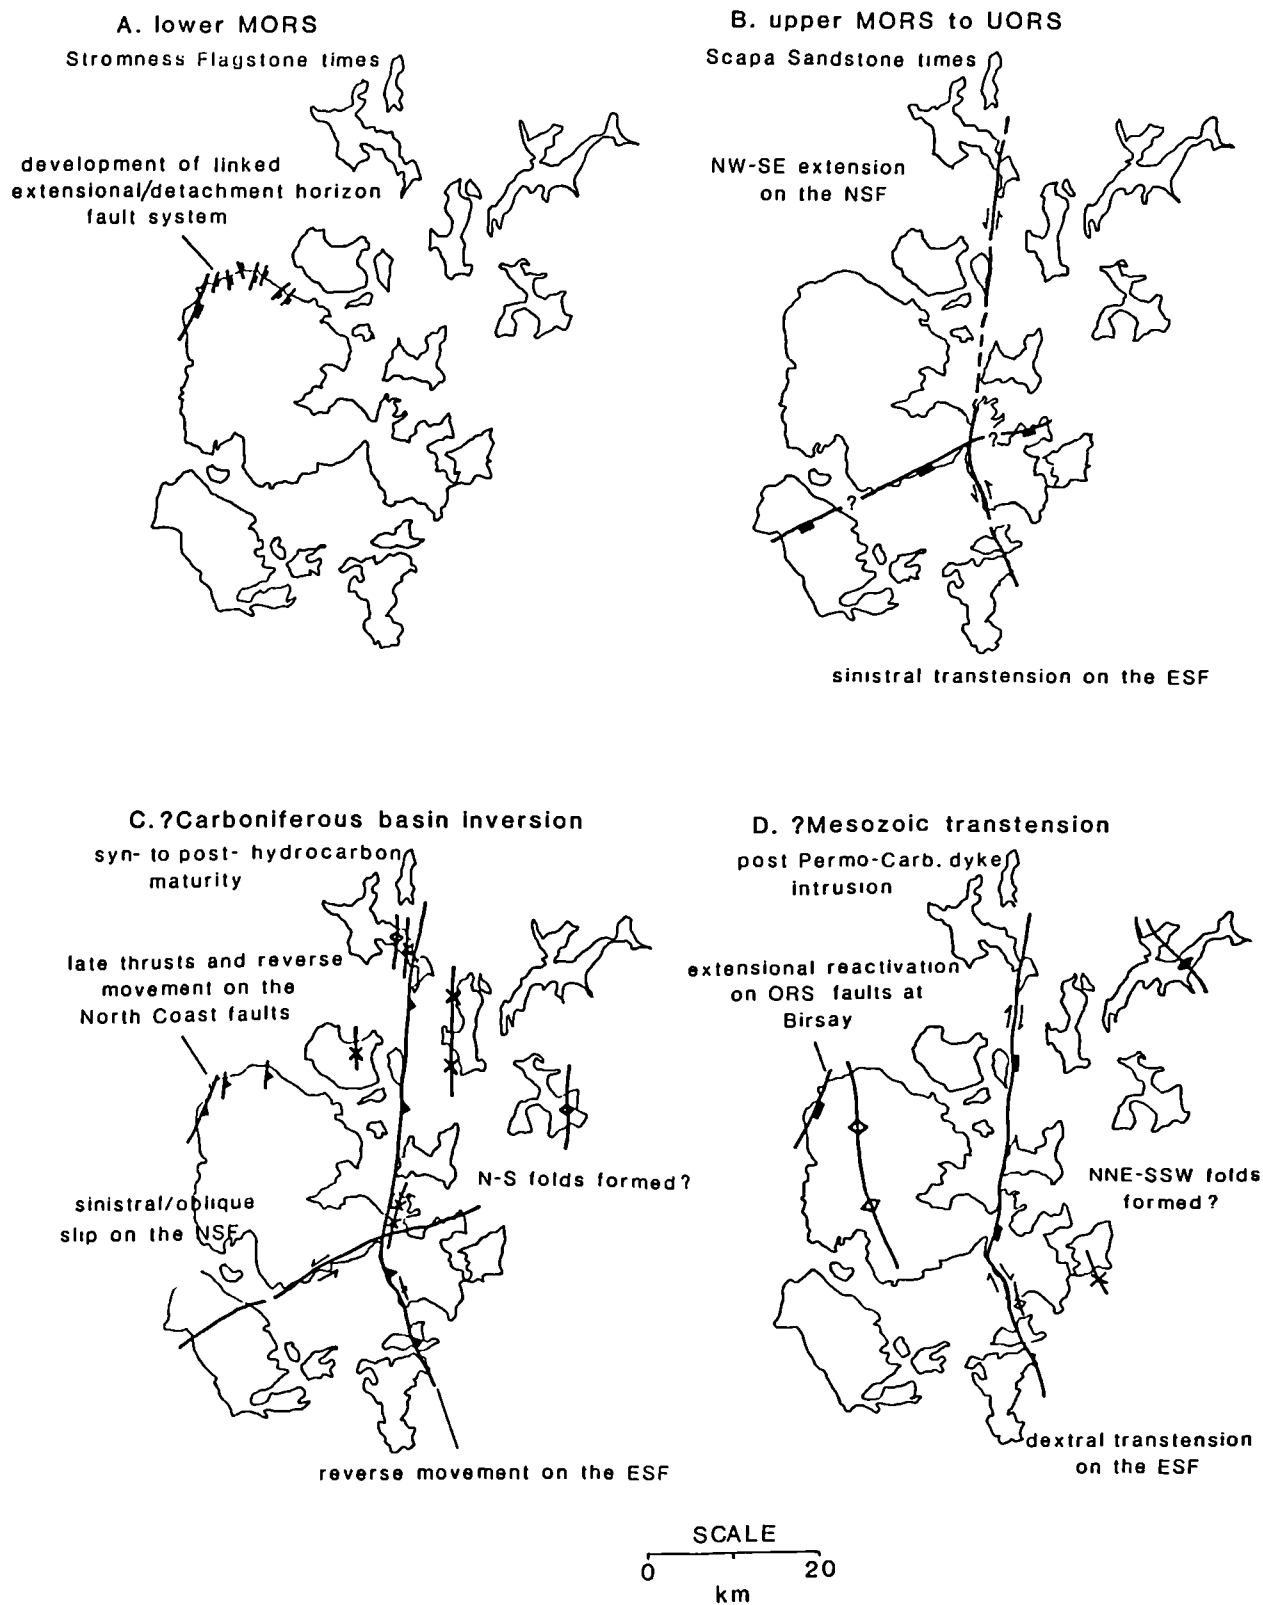 A. lower MORS
Stromness Flagstone times
development of linked
extensional/detachment horizon
fault system
B. upper MORS to UORS
Scapa Sandstone times
NW-SE extension
on the NSF
?
?
sinistral transtension on the ESF
C. ?Carboniferous basin inversion
syn- to post- hydrocarbon
maturity
late thrusts and reverse
movement on the
North Coast faults
N-S folds formed?
sinistral/oblique
slip on the NSF
reverse movement on the ESF
D. ?Mesozoic transtension
post Permo-Carb. dyke
intrusion
extensional reactivation
on ORS faults at
Birsay
NNE-SSW folds
formed?
dextral transtension
on the ESF
SCALE
0 20
km